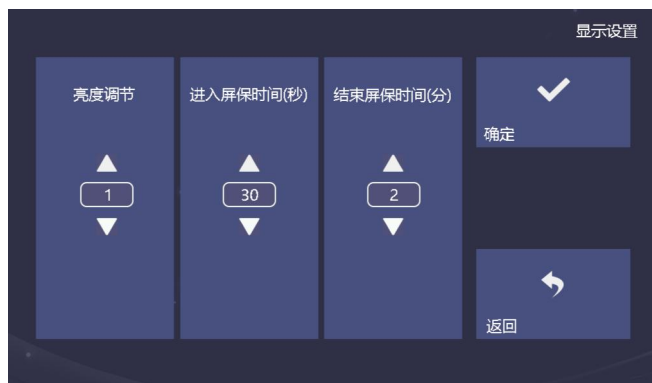 显示设置
亮度调节
进入屏保时间(秒)
结束屏保时间(分)
确定
1
30
2
返回